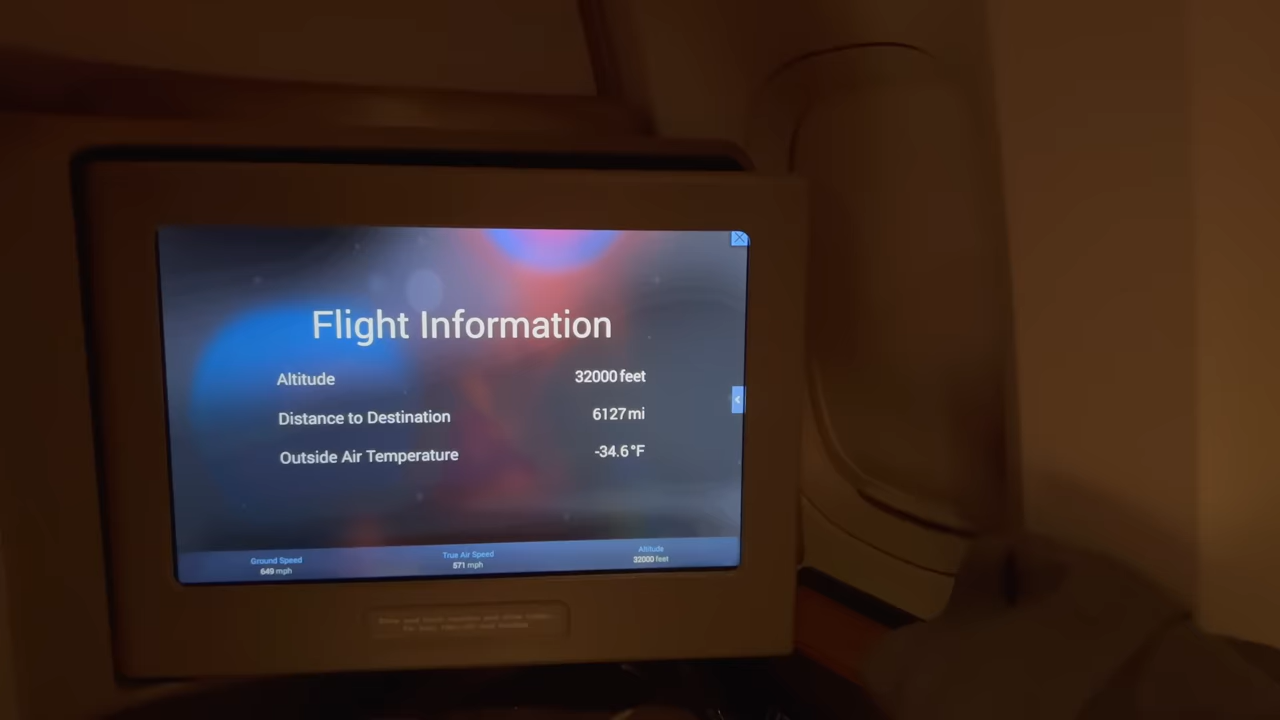 Flight Information
Altitude 32000 feet
Distance to Destination 6127 mi
Outside Air Temperature -34.6°F
Ground Speed True Air Speed Altitude
649 mph 571 mph 32000 feet